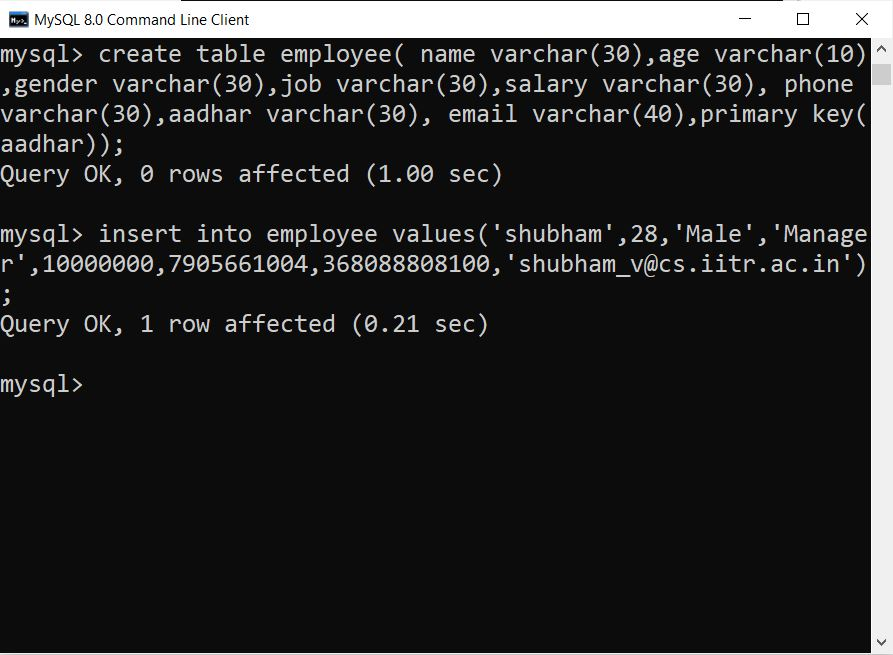 MySQL 8.0 Command Line Client
mysql> create table employee( name varchar(30),age varchar(10)
,gender varchar(30),job varchar(30),salary varchar(30), phone
varchar(30),aadhar varchar(30), email varchar(40),primary key(
aadhar));
Query OK, 0 rows affected (1.00 sec)
mysql> insert into employee values('shubham',28,'Male','Manage
r',10000000,7905661004,368088808100,'shubham_v@cs.iitr.ac.in')
;
Query OK, 1 row affected (0.21 sec)
mysql>